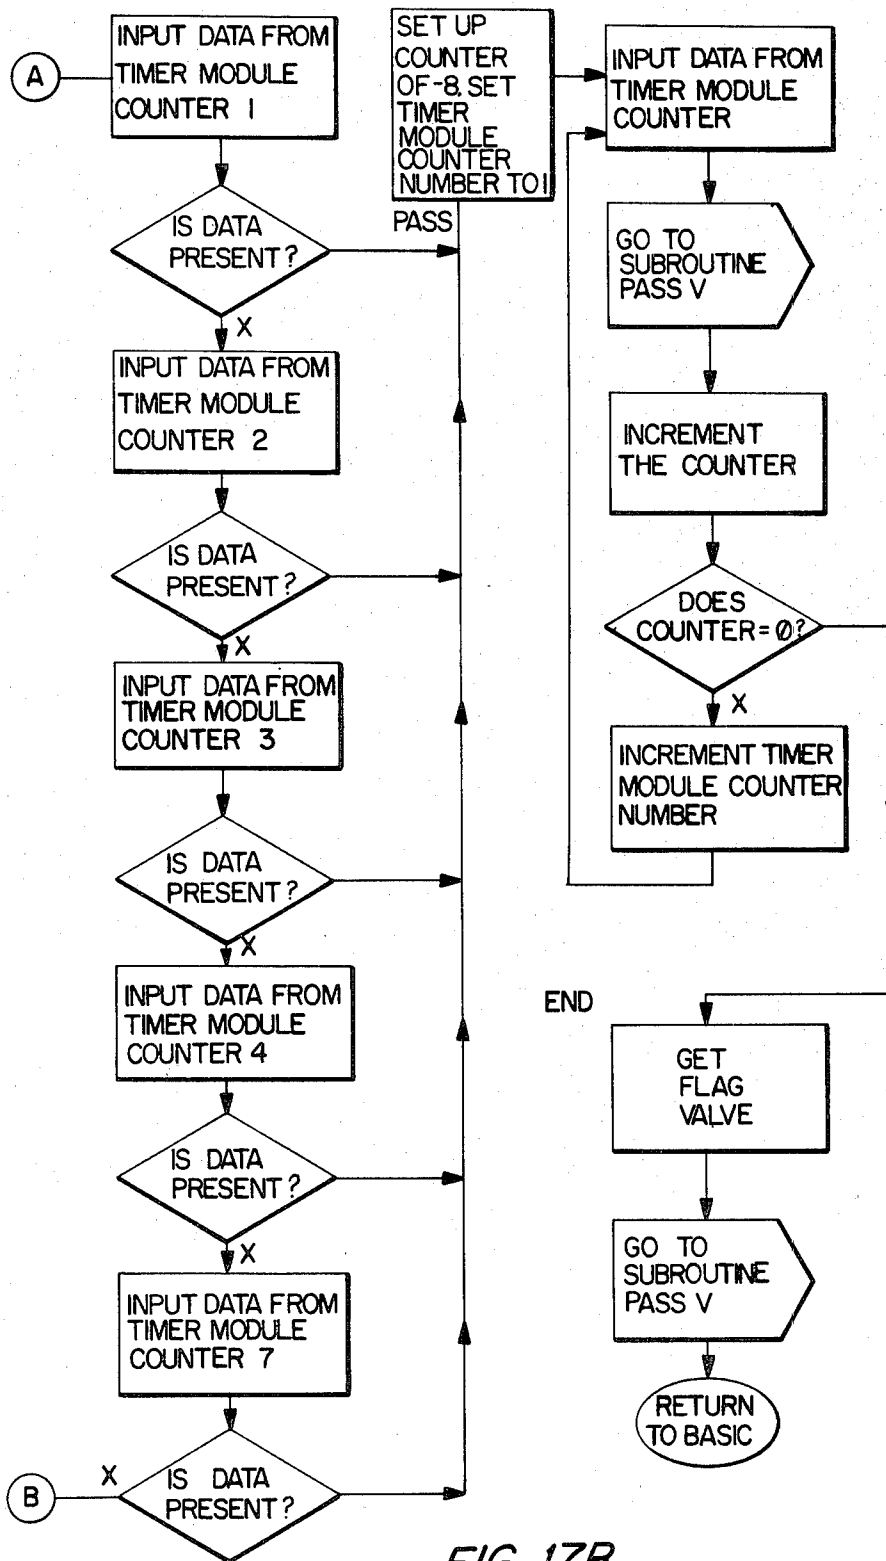 A
INPUT DATA FROM
TIMER MODULE
COUNTER 1
IS DATA
PRESENT?
X
INPUT DATA FROM
TIMER MODULE
COUNTER 2
IS DATA
PRESENT?
X
INPUT DATA FROM
TIMER MODULE
COUNTER 3
IS DATA
PRESENT?
X
INPUT DATA FROM
TIMER MODULE
COUNTER 4
IS DATA
PRESENT?
X
INPUT DATA FROM
TIMER MODULE
COUNTER 7
IS DATA
PRESENT?
X
B
SET UP
COUNTER
OF-8. SET
TIMER
MODULE
COUNTER
NUMBER TO 1
PASS
INPUT DATA FROM
TIMER MODULE
COUNTER
GO TO
SUBROUTINE
PASS V
INCREMENT
THE COUNTER
DOES
COUNTER=Ø?
X
INCREMENT TIMER
MODULE COUNTER
NUMBER
END
GET
FLAG
VALVE
GO TO
SUBROUTINE
PASS V
RETURN
TO BASIC
FIG. 17B